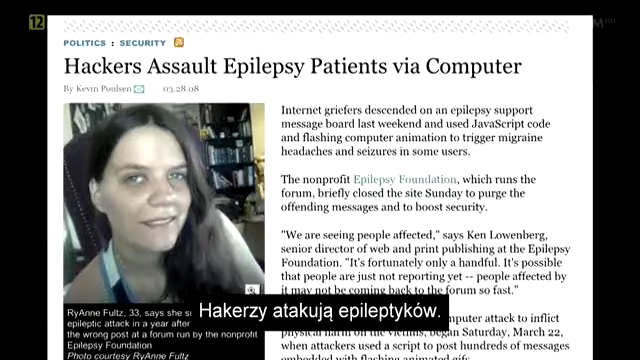 12
POLITICS : SECURITY
Hackers Assault Epilepsy Patients via Computer
By Kevin Poulsen 03.28.08
Internet griefers descended on an epilepsy support
message board last weekend and used JavaScript code
and flashing computer animation to trigger migraine
headaches and seizures in some users.
The nonprofit Epilepsy Foundation, which runs the
forum, briefly closed the site Sunday to purge the
offending messages and to boost security.
"We are seeing people affected," says Ken Lowenberg,
senior director of web and print publishing at the Epilepsy
Foundation. "It's fortunately only a handful. It's possible
that people are just not reporting yet -- people affected by
it may not be coming back to the forum so fast."
computer attack to inflict
physical harm on the victims, began Saturday, March 22,
when attackers used a script to post hundreds of messages
embedded with flashing animated gifs.
RyAnne Fultz, 33, says she
epileptic attack in a year after
the wrong post at a forum run by the nonprofit
Epilepsy Foundation
Photo courtesy RyAnne Fultz
Hakerzy atakują epileptyków.